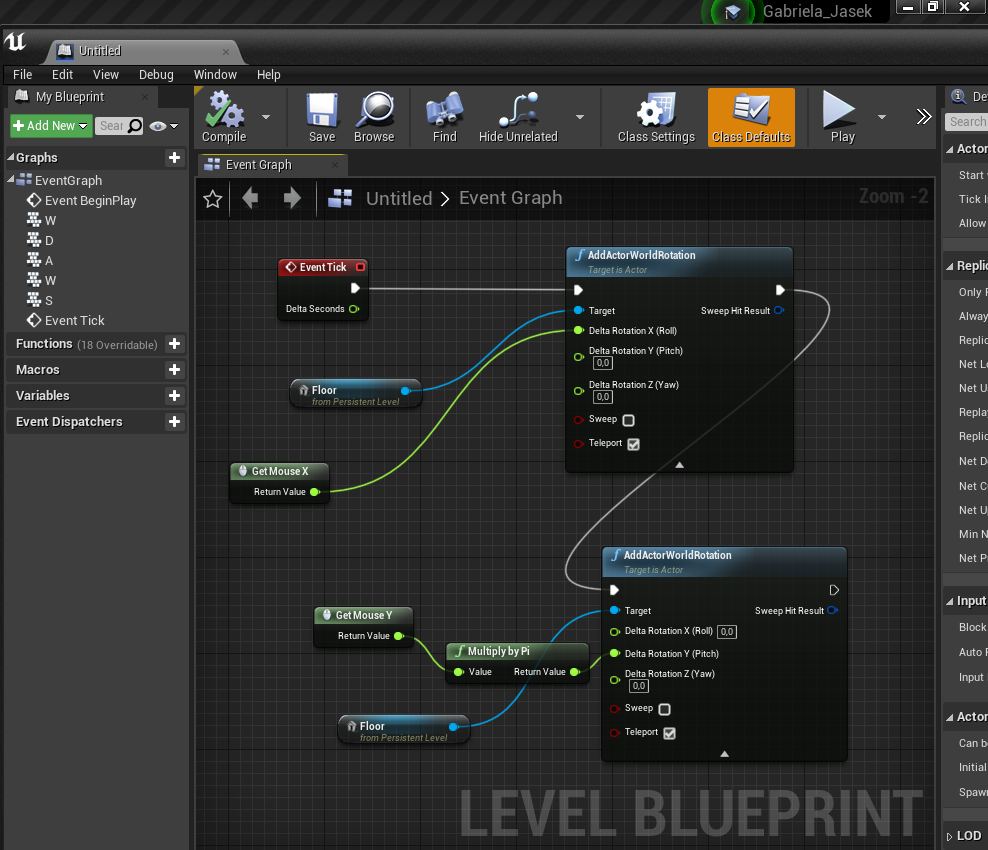 Gabriela_Jasek
Untitled
File Edit View Debug Window Help
My Blueprint
Add New
Sear
Graphs
EventGraph
Event BeginPlay
W
D
A
W
S
Event Tick
Functions (18 Overridable)
Macros
Variables
Event Dispatchers
Compile
Save
Browse
Find
Hide Unrelated
Class Settings
Class Defaults
Play
Event Graph
Untitled > Event Graph
Zoom -2
Event Tick
Delta Seconds
AddActorWorldRotation
Target is Actor
Target
Sweep Hit Result
Delta Rotation X (Roll)
Delta Rotation Y (Pitch)
0,0
Delta Rotation Z (Yaw)
0,0
Sweep
Teleport
Floor
from Persistent Level
Get Mouse X
Return Value
AddActorWorldRotation
Target is Actor
Target
Sweep Hit Result
Delta Rotation X (Roll) 0,0
Delta Rotation Y (Pitch)
Delta Rotation Z (Yaw)
0,0
Sweep
Teleport
Get Mouse Y
Return Value
Multiply by Pi
Value
Return Value
Floor
from Persistent Level
LEVEL BLUEPRINT
De
Search
Actor
Start
Tick I
Allow
Replic
Only
Alway
Replic
Net Lo
Net U
Replay
Replic
Net D
Net C
Net U
Min N
Net P
Input
Block
Auto
Input
Actor
Can b
Initial
Spaw
LOD